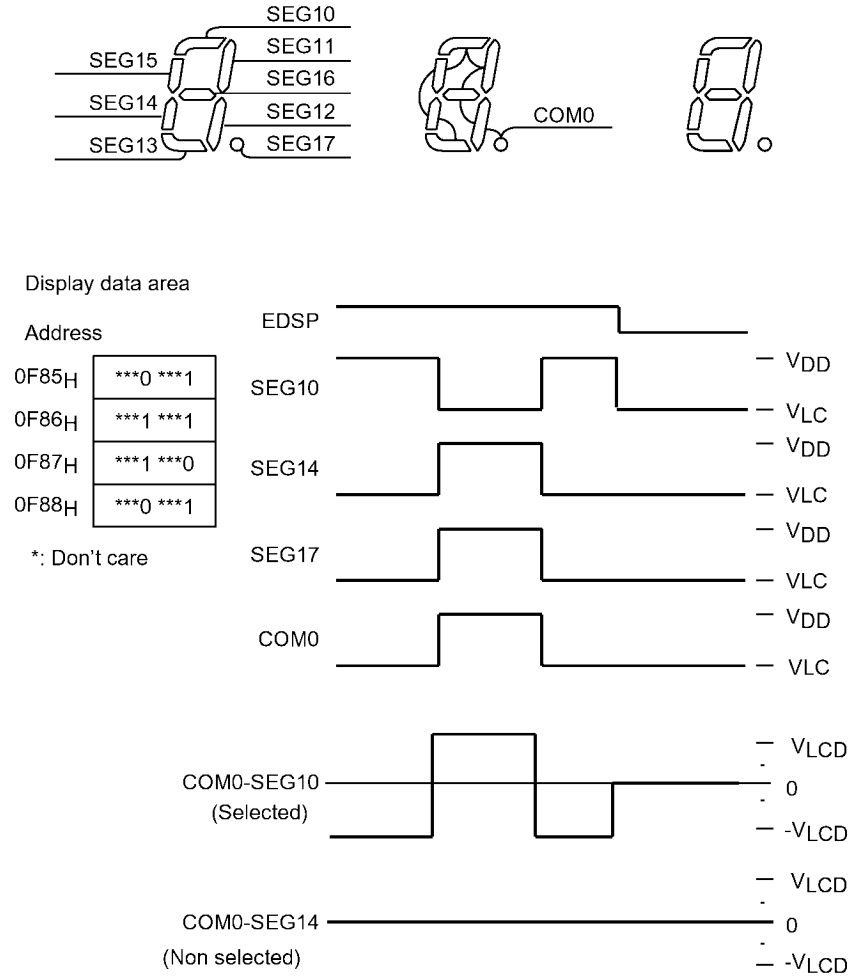 SEG10
SEG11
SEG15
SEG16
SEG14
SEG12
COM0
SEG13
SEG17
Display data area
Address
0F85H ***0 ***1
0F86H ***1 ***1
0F87H ***1 ***0
0F88H ***0 ***1
*: Don't care
EDSP
SEG10
VDD
VLC
SEG14
VDD
VLC
SEG17
VDD
VLC
COM0
VDD
VLC
COM0-SEG10
(Selected)
VLCD
0
-VLCD
COM0-SEG14
(Non selected)
VLCD
0
-VLCD